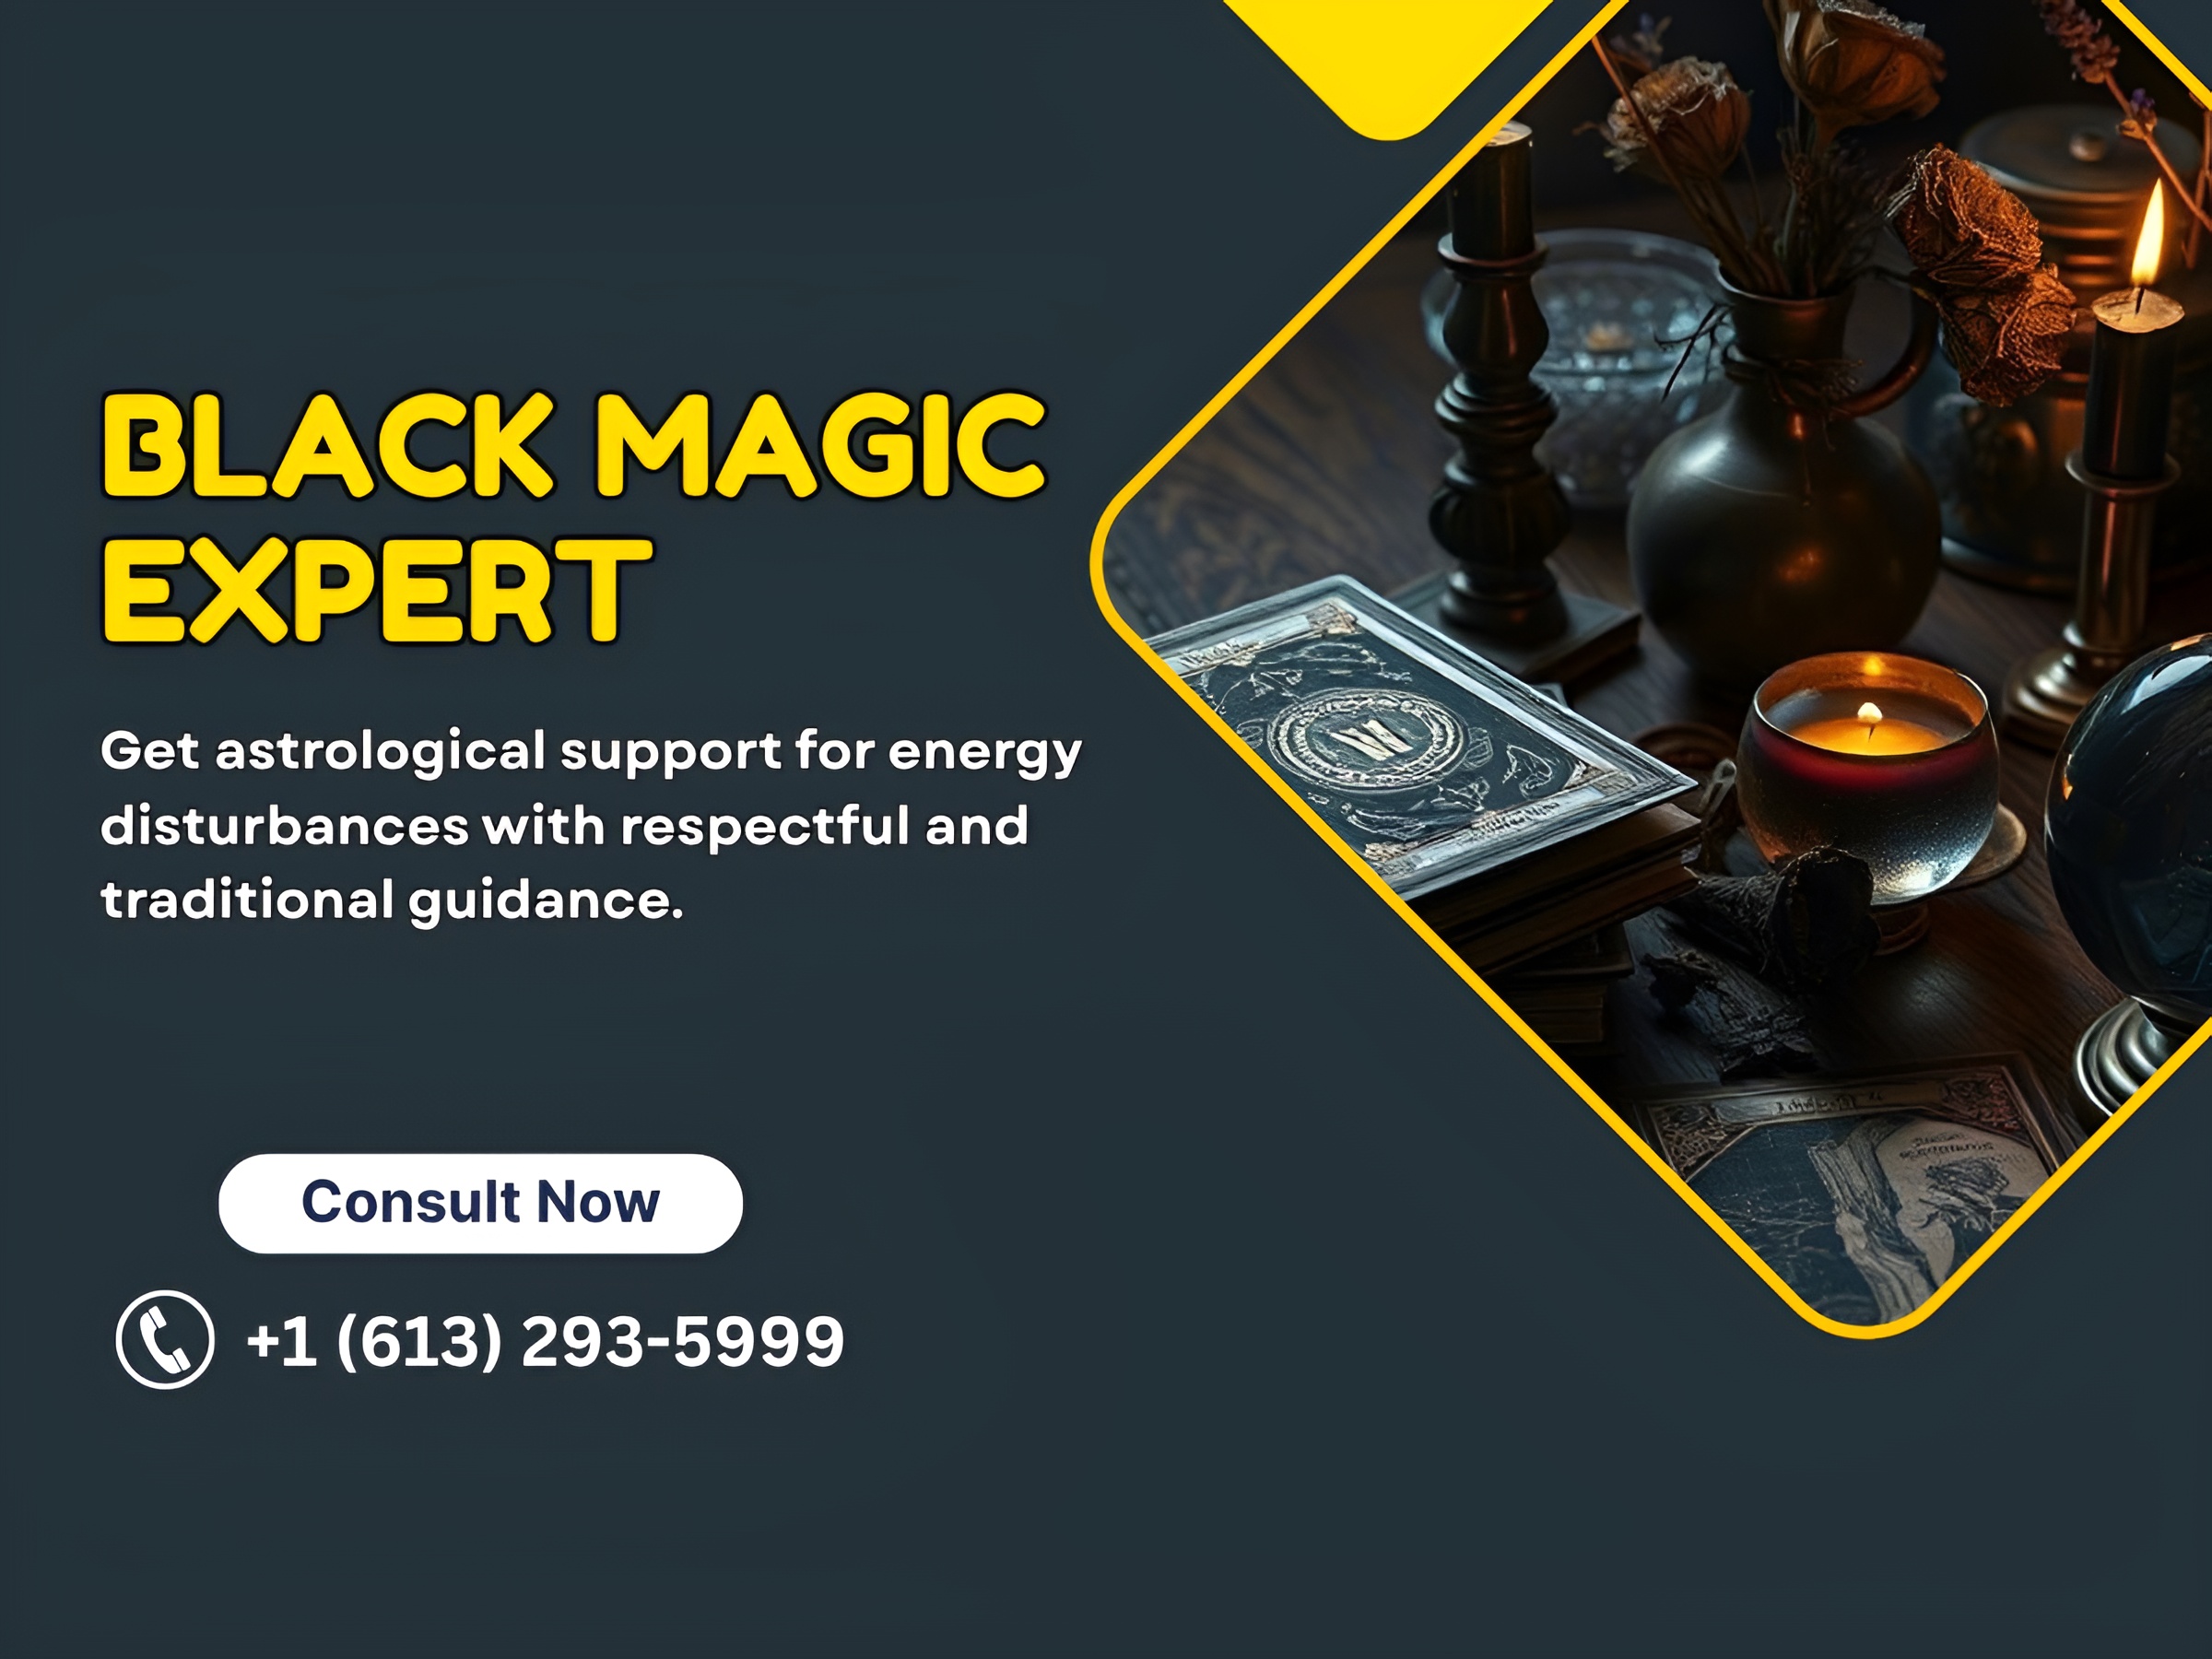 BLACK MAGIC
EXPERT
Get astrological support for energy
disturbances with respectful and
traditional guidance.
W
Consult Now
+1 (613) 293-5999